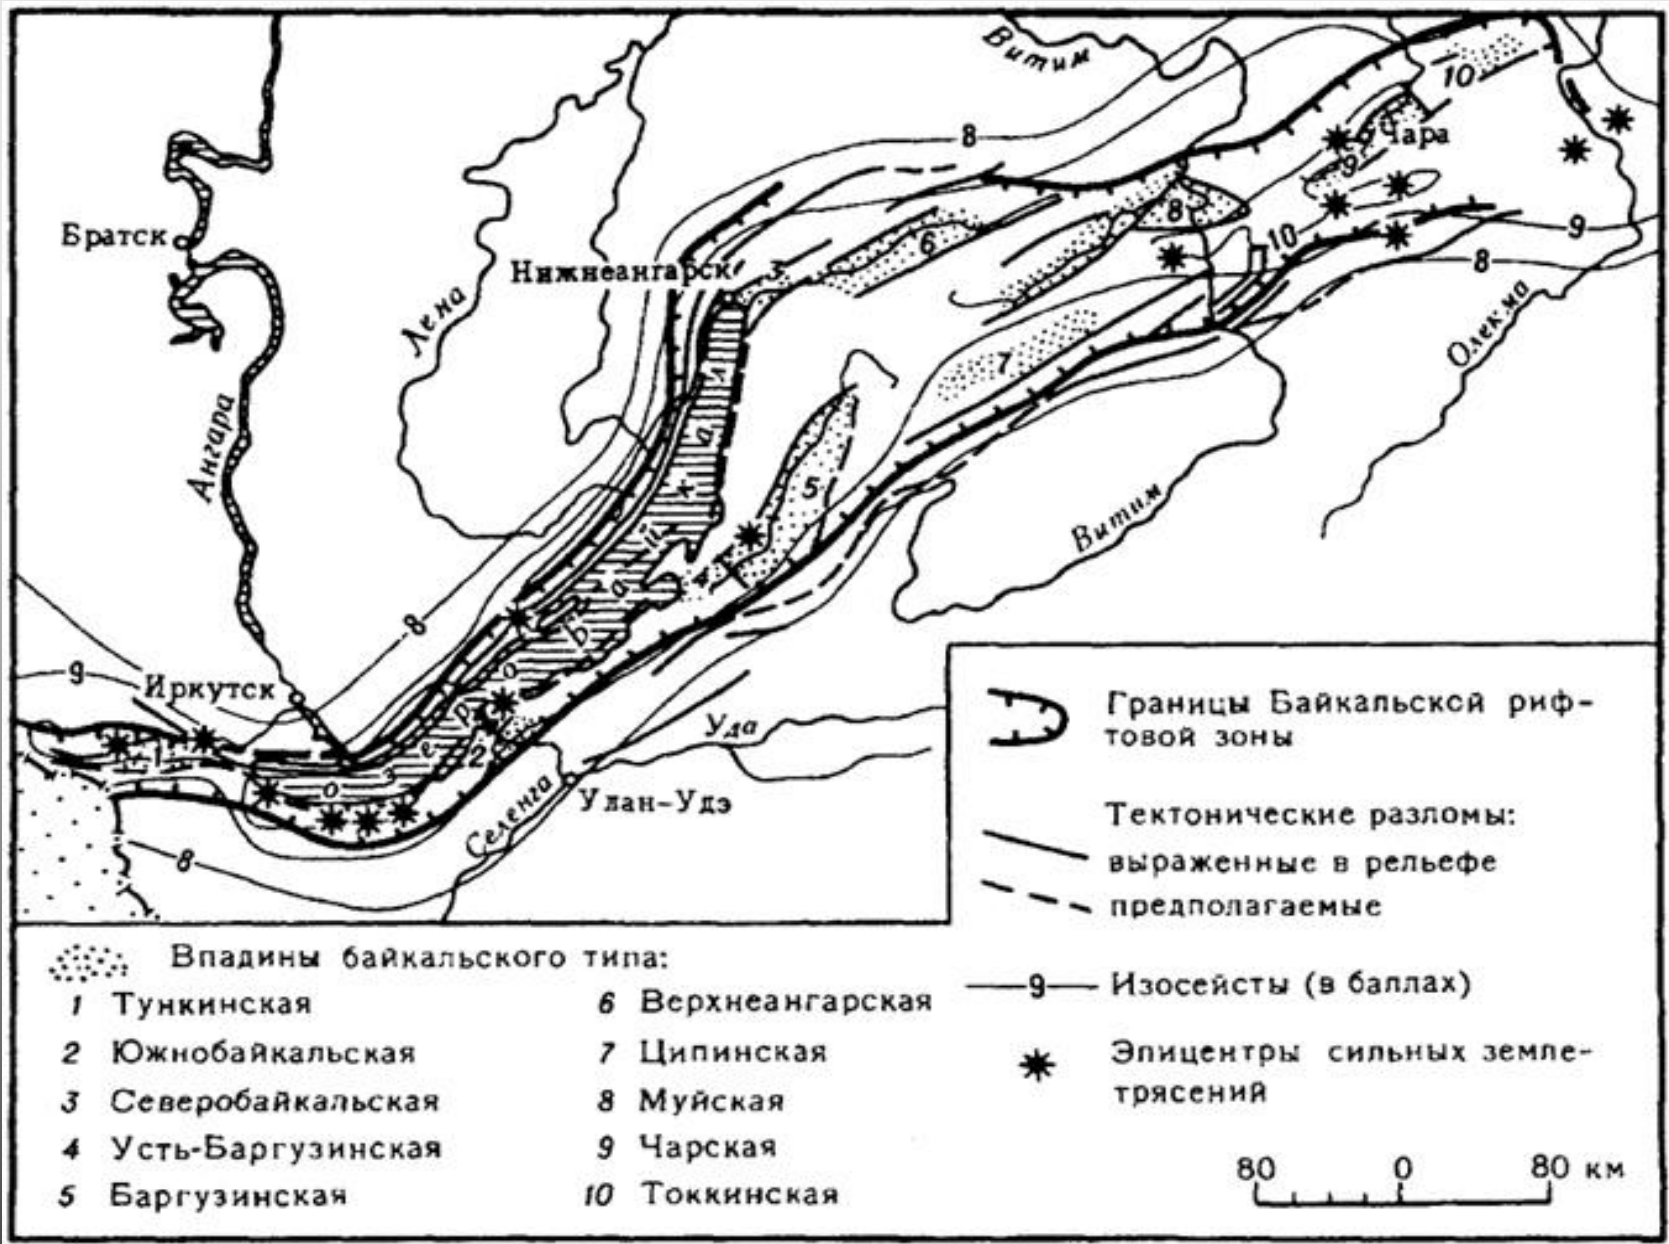 Витим
10
8
Чара
9
Братск
8
9
Нижнеангарск
3
6
10
8
Лена
Олекма
7
Ангара
5
Витим
4
8
9
Иркутск
озеро Байкал
Уда
1
2
Селенга
Улан-Удэ
8
Границы Байкальской риф-
товой зоны
Тектонические разломы:
выраженные в рельефе
предполагаемые
—9— Изосейсты (в баллах)
Эпицентры сильных земле-
трясений
80 0 80 км
Впадины байкальского типа:
1 Тункинская
2 Южнобайкальская
3 Северобайкальская
4 Усть-Баргузинская
5 Баргузинская
6 Верхнеангарская
7 Ципинская
8 Муйская
9 Чарская
10 Токкинская